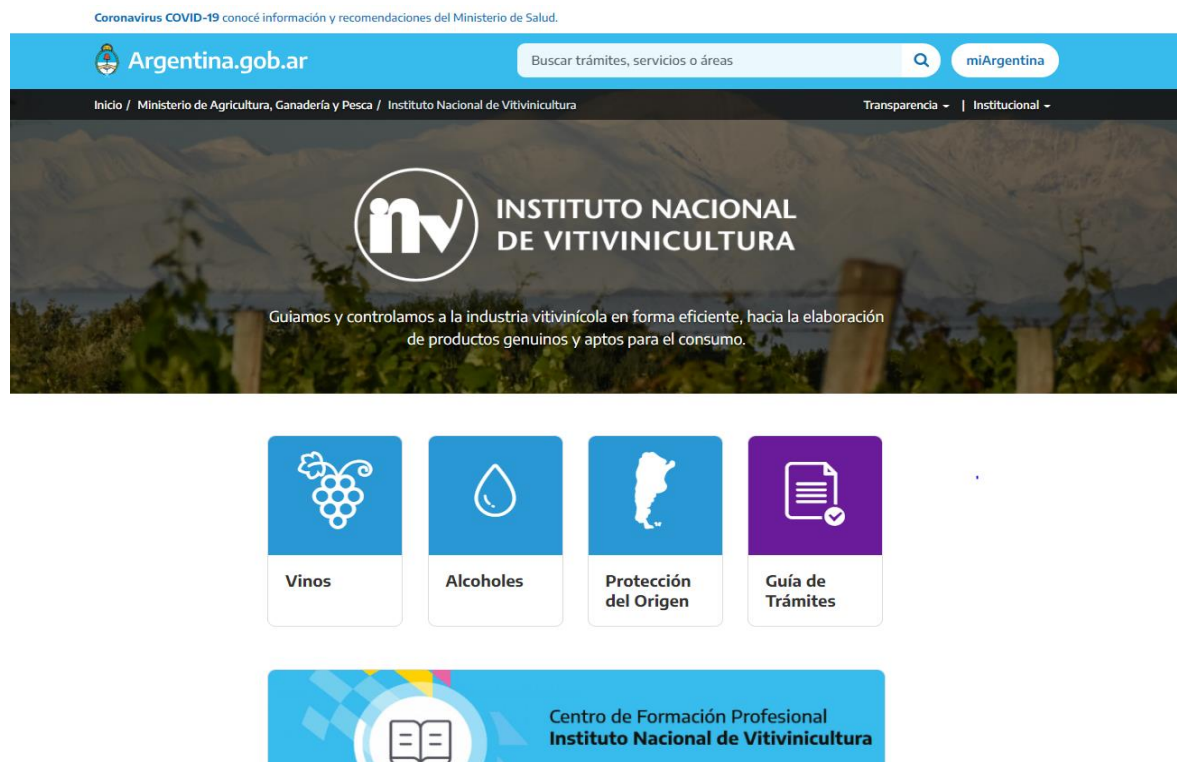 Coronavirus COVID-19 conocé información y recomendaciones del Ministerio de Salud.
Argentina.gob.ar
Buscar trámites, servicios o áreas
miArgentina
Inicio / Ministerio de Agricultura, Ganadería y Pesca / Instituto Nacional de Vitivinicultura
Transparencia | Institucional
inv
INSTITUTO NACIONAL
DE VITIVINICULTURA
Guiamos y controlamos a la industria vitivinícola en forma eficiente, hacia la elaboración
de productos genuinos y aptos para el consumo.
Vinos
Alcoholes
Protección
del Origen
Guía de
Trámites
Centro de Formación Profesional
Instituto Nacional de Vitivinicultura